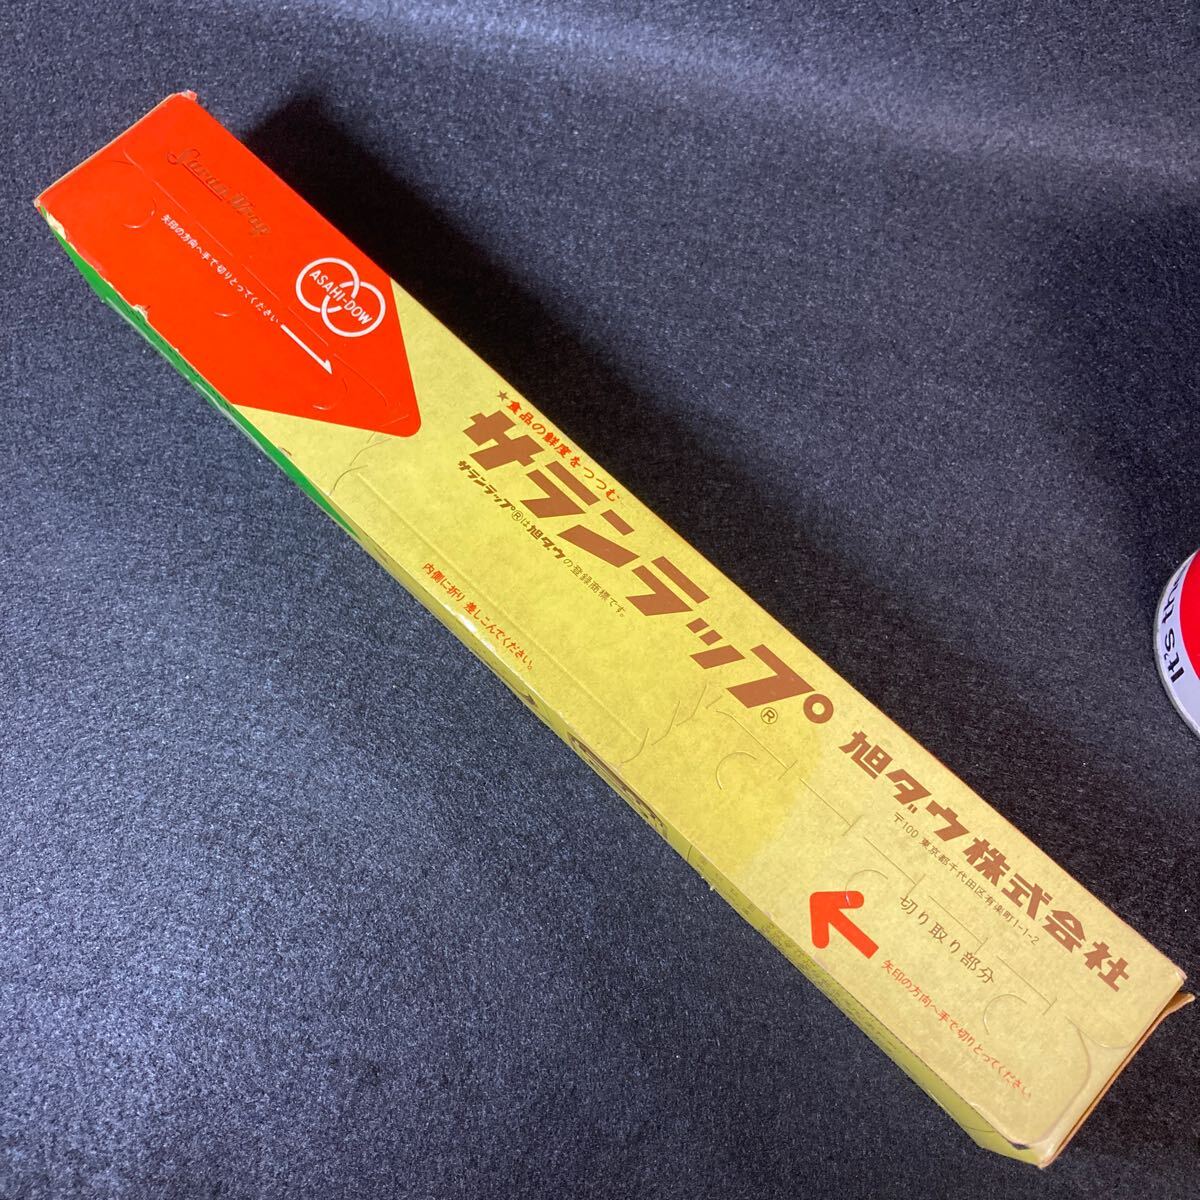 Saran Wrap
矢印の方向へ手で切りとってください
ASAHI-DOW
★食品の鮮度をつつむ
サランラップ®
サランラップ®は旭ダウの登録商標です。
内側に折り 差しこんでください。
旭ダウ株式会社
〒100 東京都千代田区有楽町1-1-2
切り取り部分
矢印の方向へ手で切りとってください
It's